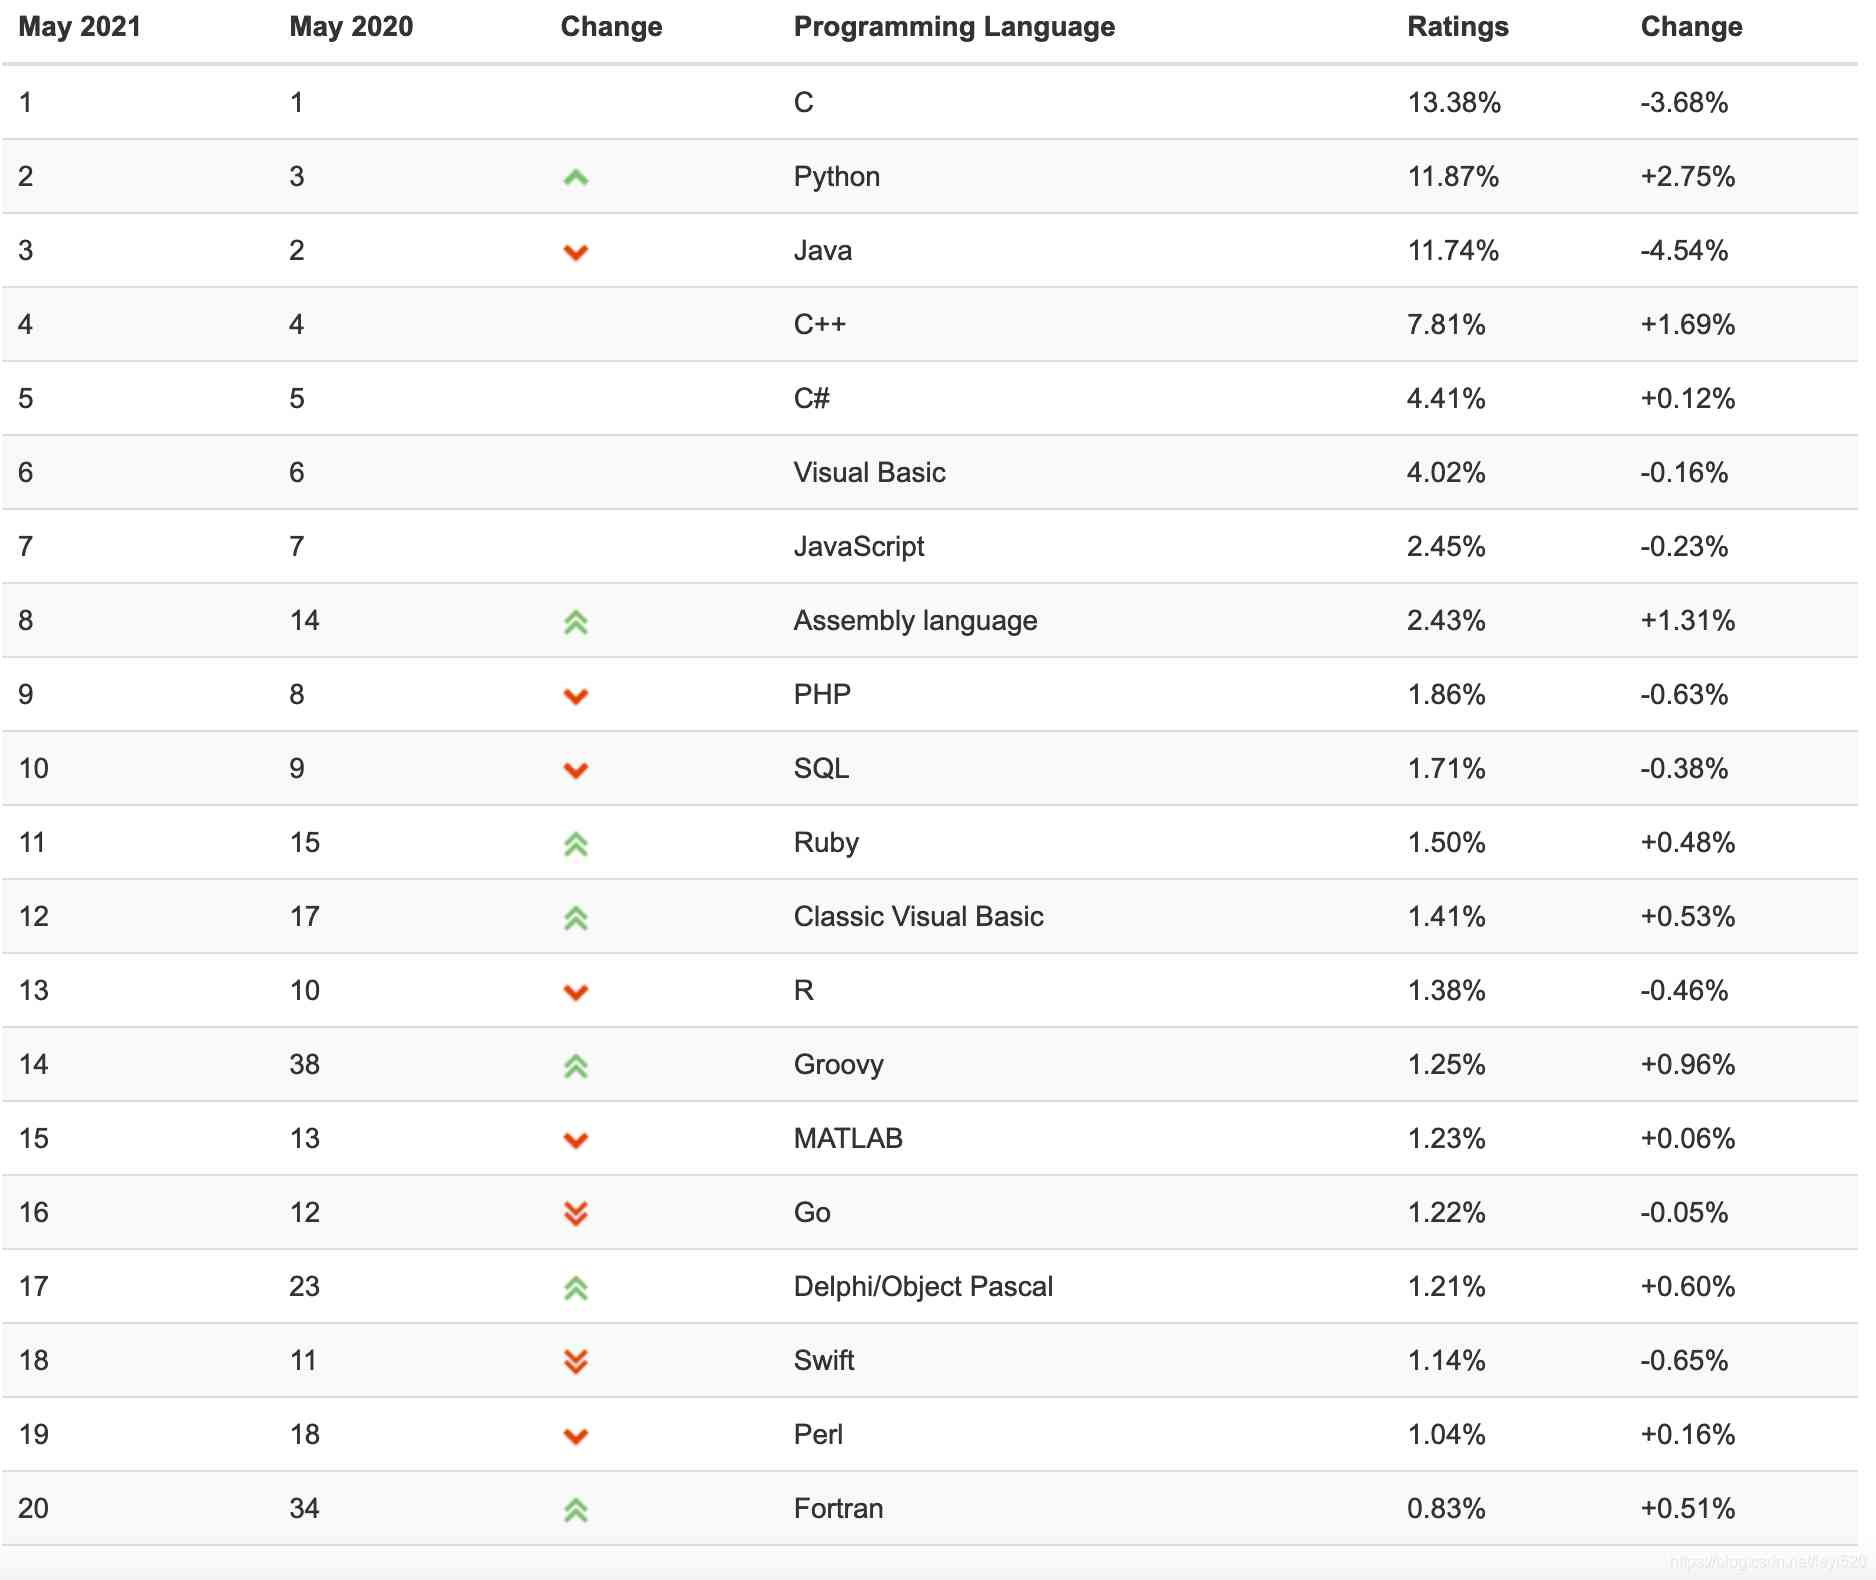 May 2021 May 2020 Change Programming Language Ratings Change
1 1 C 13.38% -3.68%
2 3 Python 11.87% +2.75%
3 2 Java 11.74% -4.54%
4 4 C++ 7.81% +1.69%
5 5 C# 4.41% +0.12%
6 6 Visual Basic 4.02% -0.16%
7 7 JavaScript 2.45% -0.23%
8 14 Assembly language 2.43% +1.31%
9 8 PHP 1.86% -0.63%
10 9 SQL 1.71% -0.38%
11 15 Ruby 1.50% +0.48%
12 17 Classic Visual Basic 1.41% +0.53%
13 10 R 1.38% -0.46%
14 38 Groovy 1.25% +0.96%
15 13 MATLAB 1.23% +0.06%
16 12 Go 1.22% -0.05%
17 23 Delphi/Object Pascal 1.21% +0.60%
18 11 Swift 1.14% -0.65%
19 18 Perl 1.04% +0.16%
20 34 Fortran 0.83% +0.51%